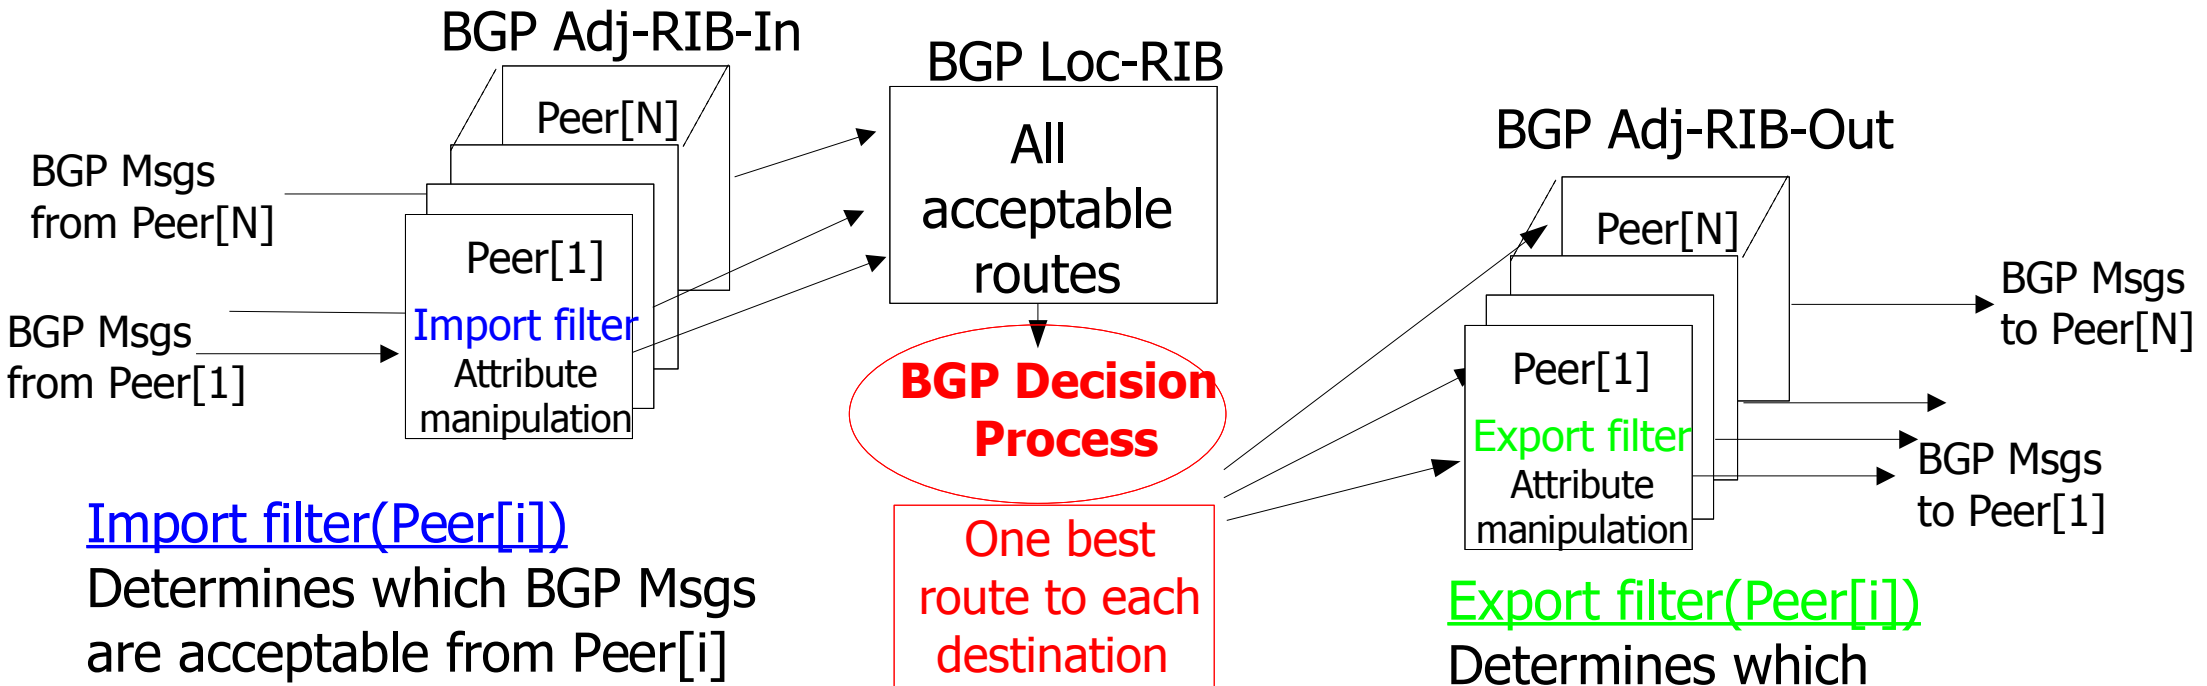 BGP Adj-RIB-In
Peer[N]
BGP Msgs
from Peer[N]
Peer[1]
Import filter
Attribute
manipulation
BGP Msgs
from Peer[1]
Import filter(Peer[i])
Determines which BGP Msgs
are acceptable from Peer[i]
BGP Loc-RIB
All
acceptable
routes
BGP Decision
Process
One best
route to each
destination
BGP Adj-RIB-Out
Peer[N]
Peer[1]
Export filter
Attribute
manipulation
BGP Msgs
to Peer[N]
BGP Msgs
to Peer[1]
Export filter(Peer[i])
Determines which